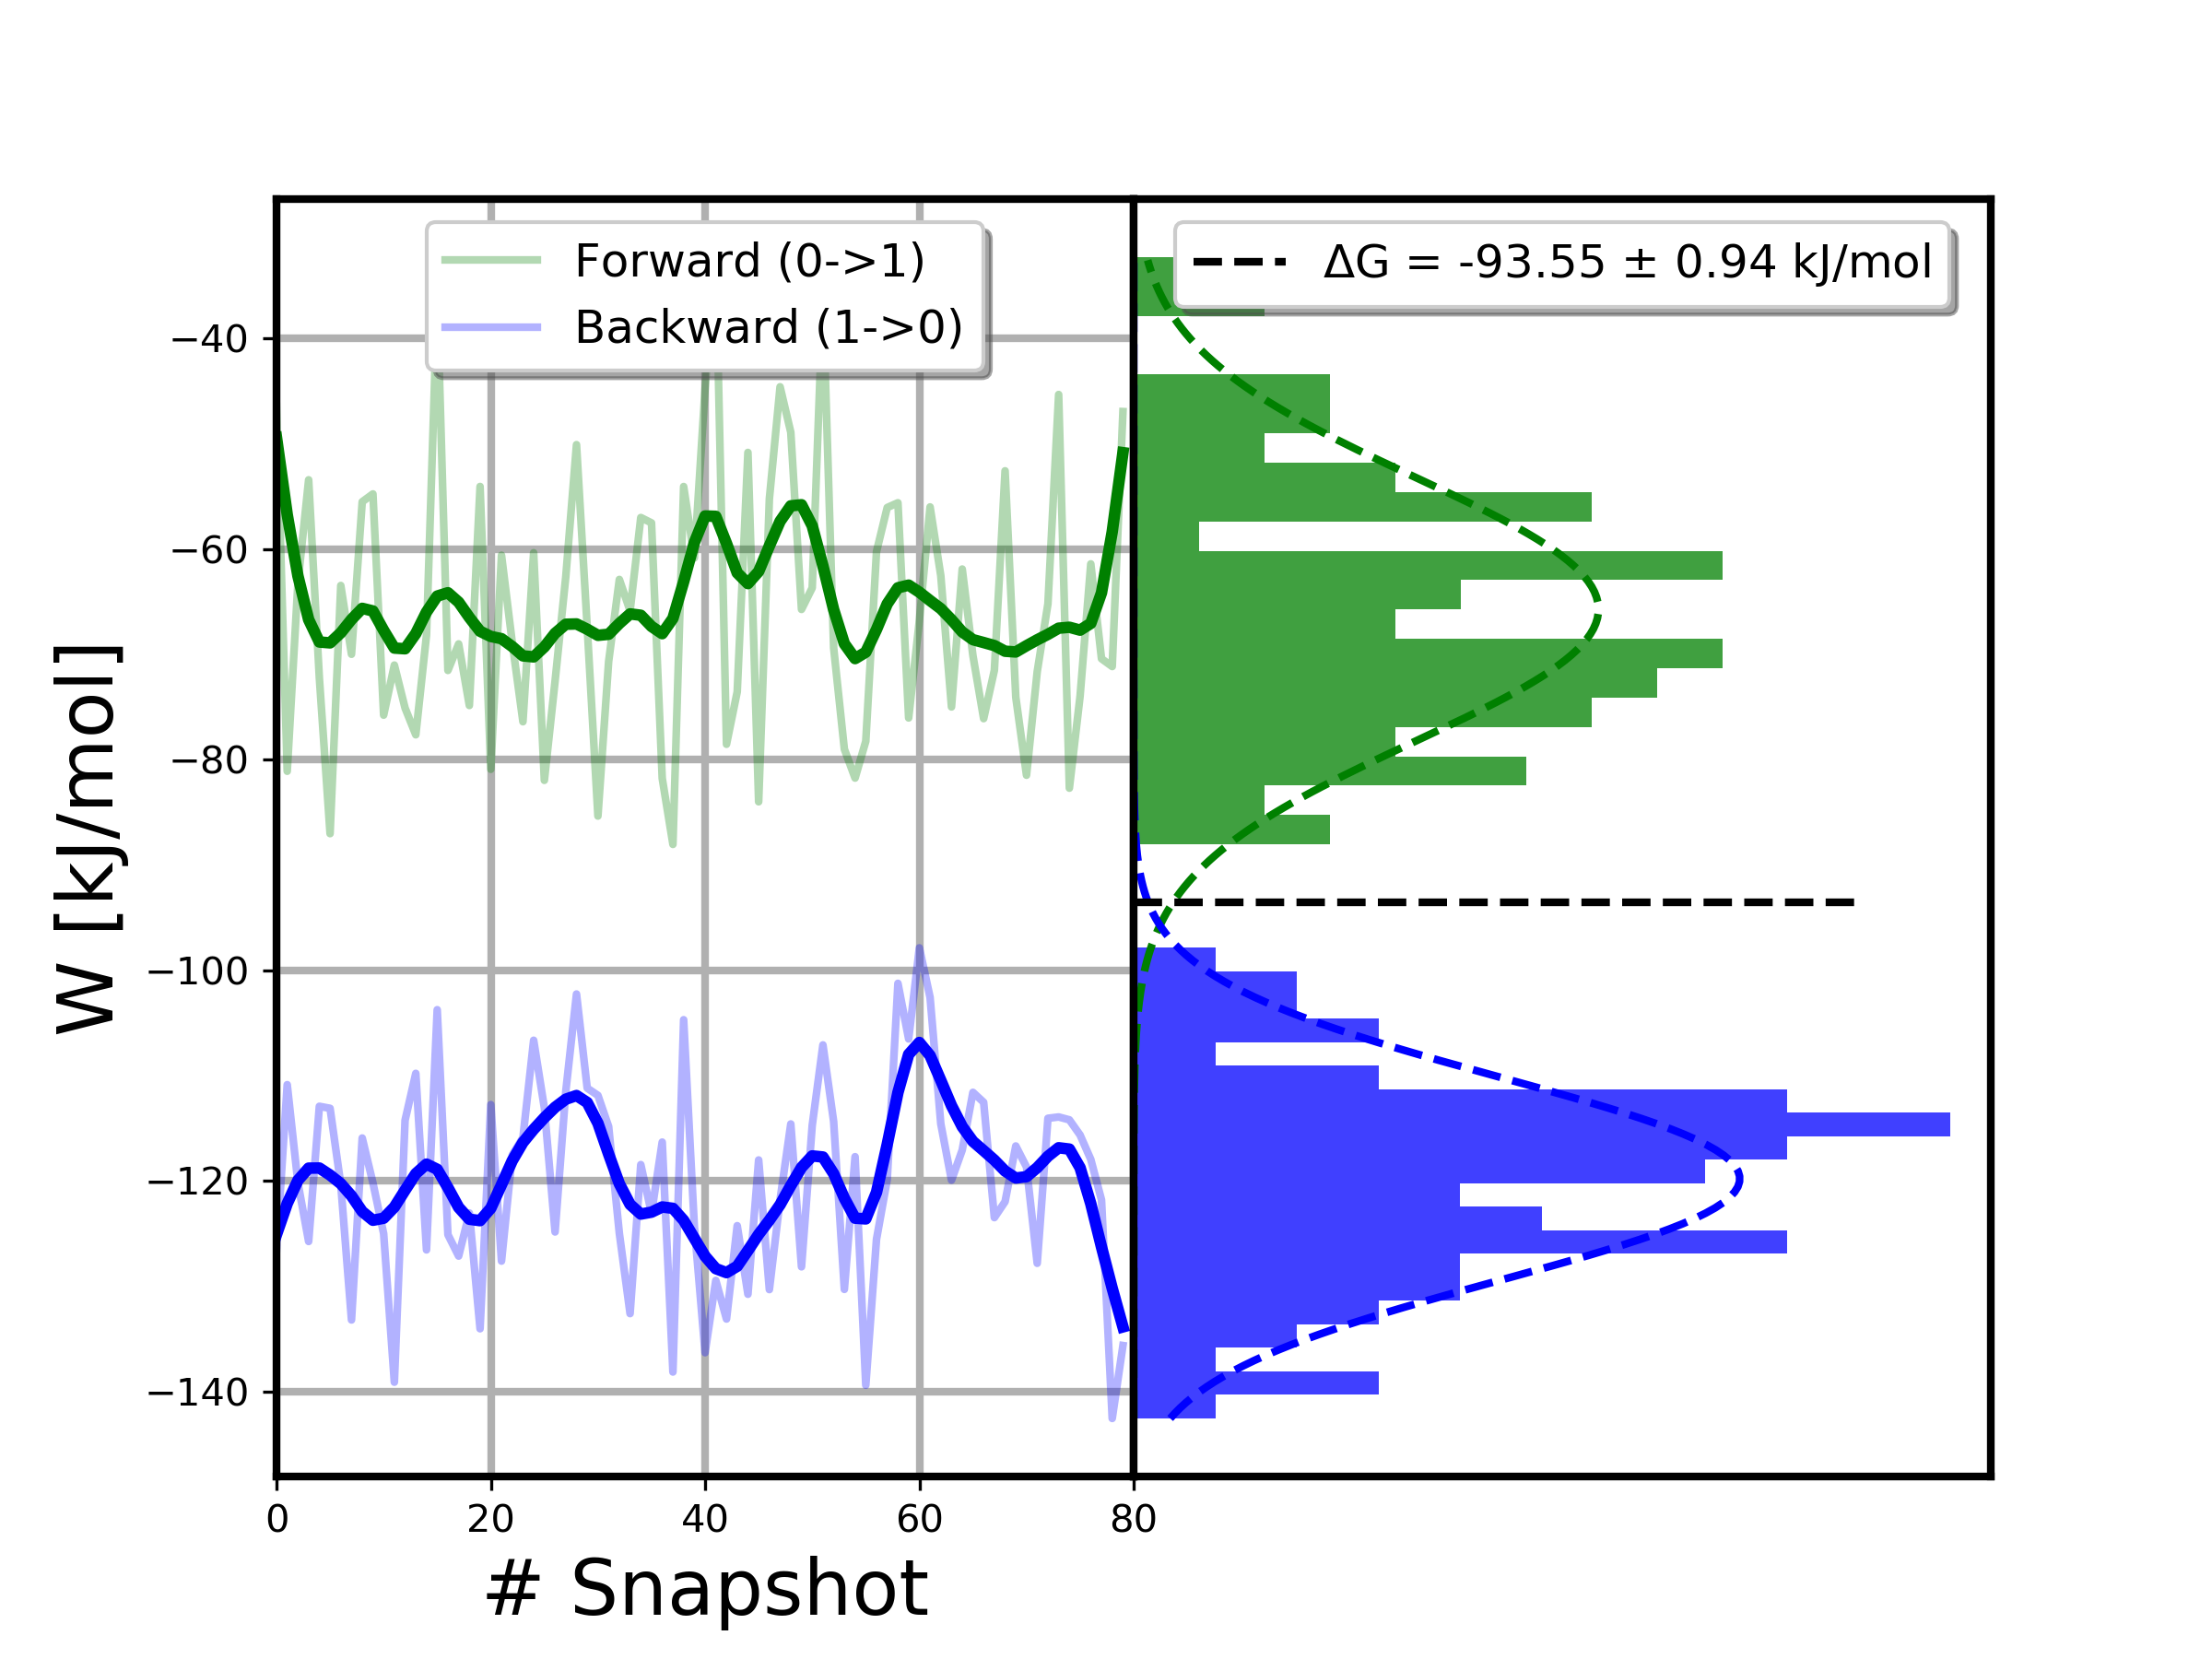 Forward (0->1)
Backward (1->0)
ΔG = -93.55 ± 0.94 kJ/mol
−40
−60
−80
−100
−120
−140
W [kJ/mol]
0 20 40 60 80
# Snapshot